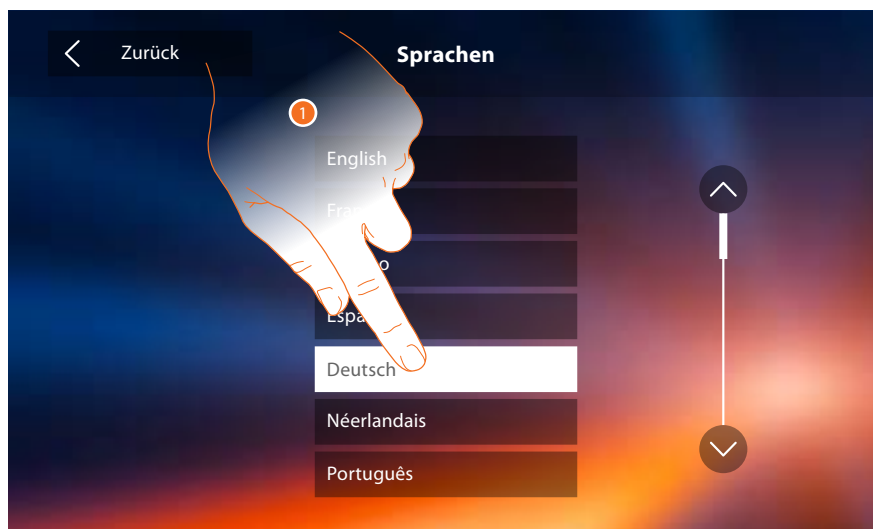 Zurück
Sprachen
1
English
Deutsch
Néerlandais
Português